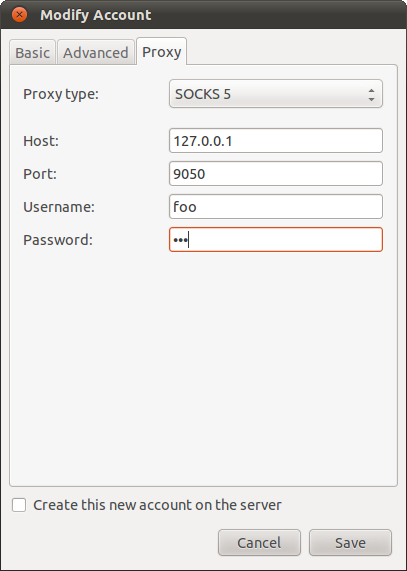 Modify Account
Basic Advanced Proxy
Proxy type: SOCKS 5
Host: 127.0.0.1
Port: 9050
Username: foo
Password: •••
Create this new account on the server
Cancel Save